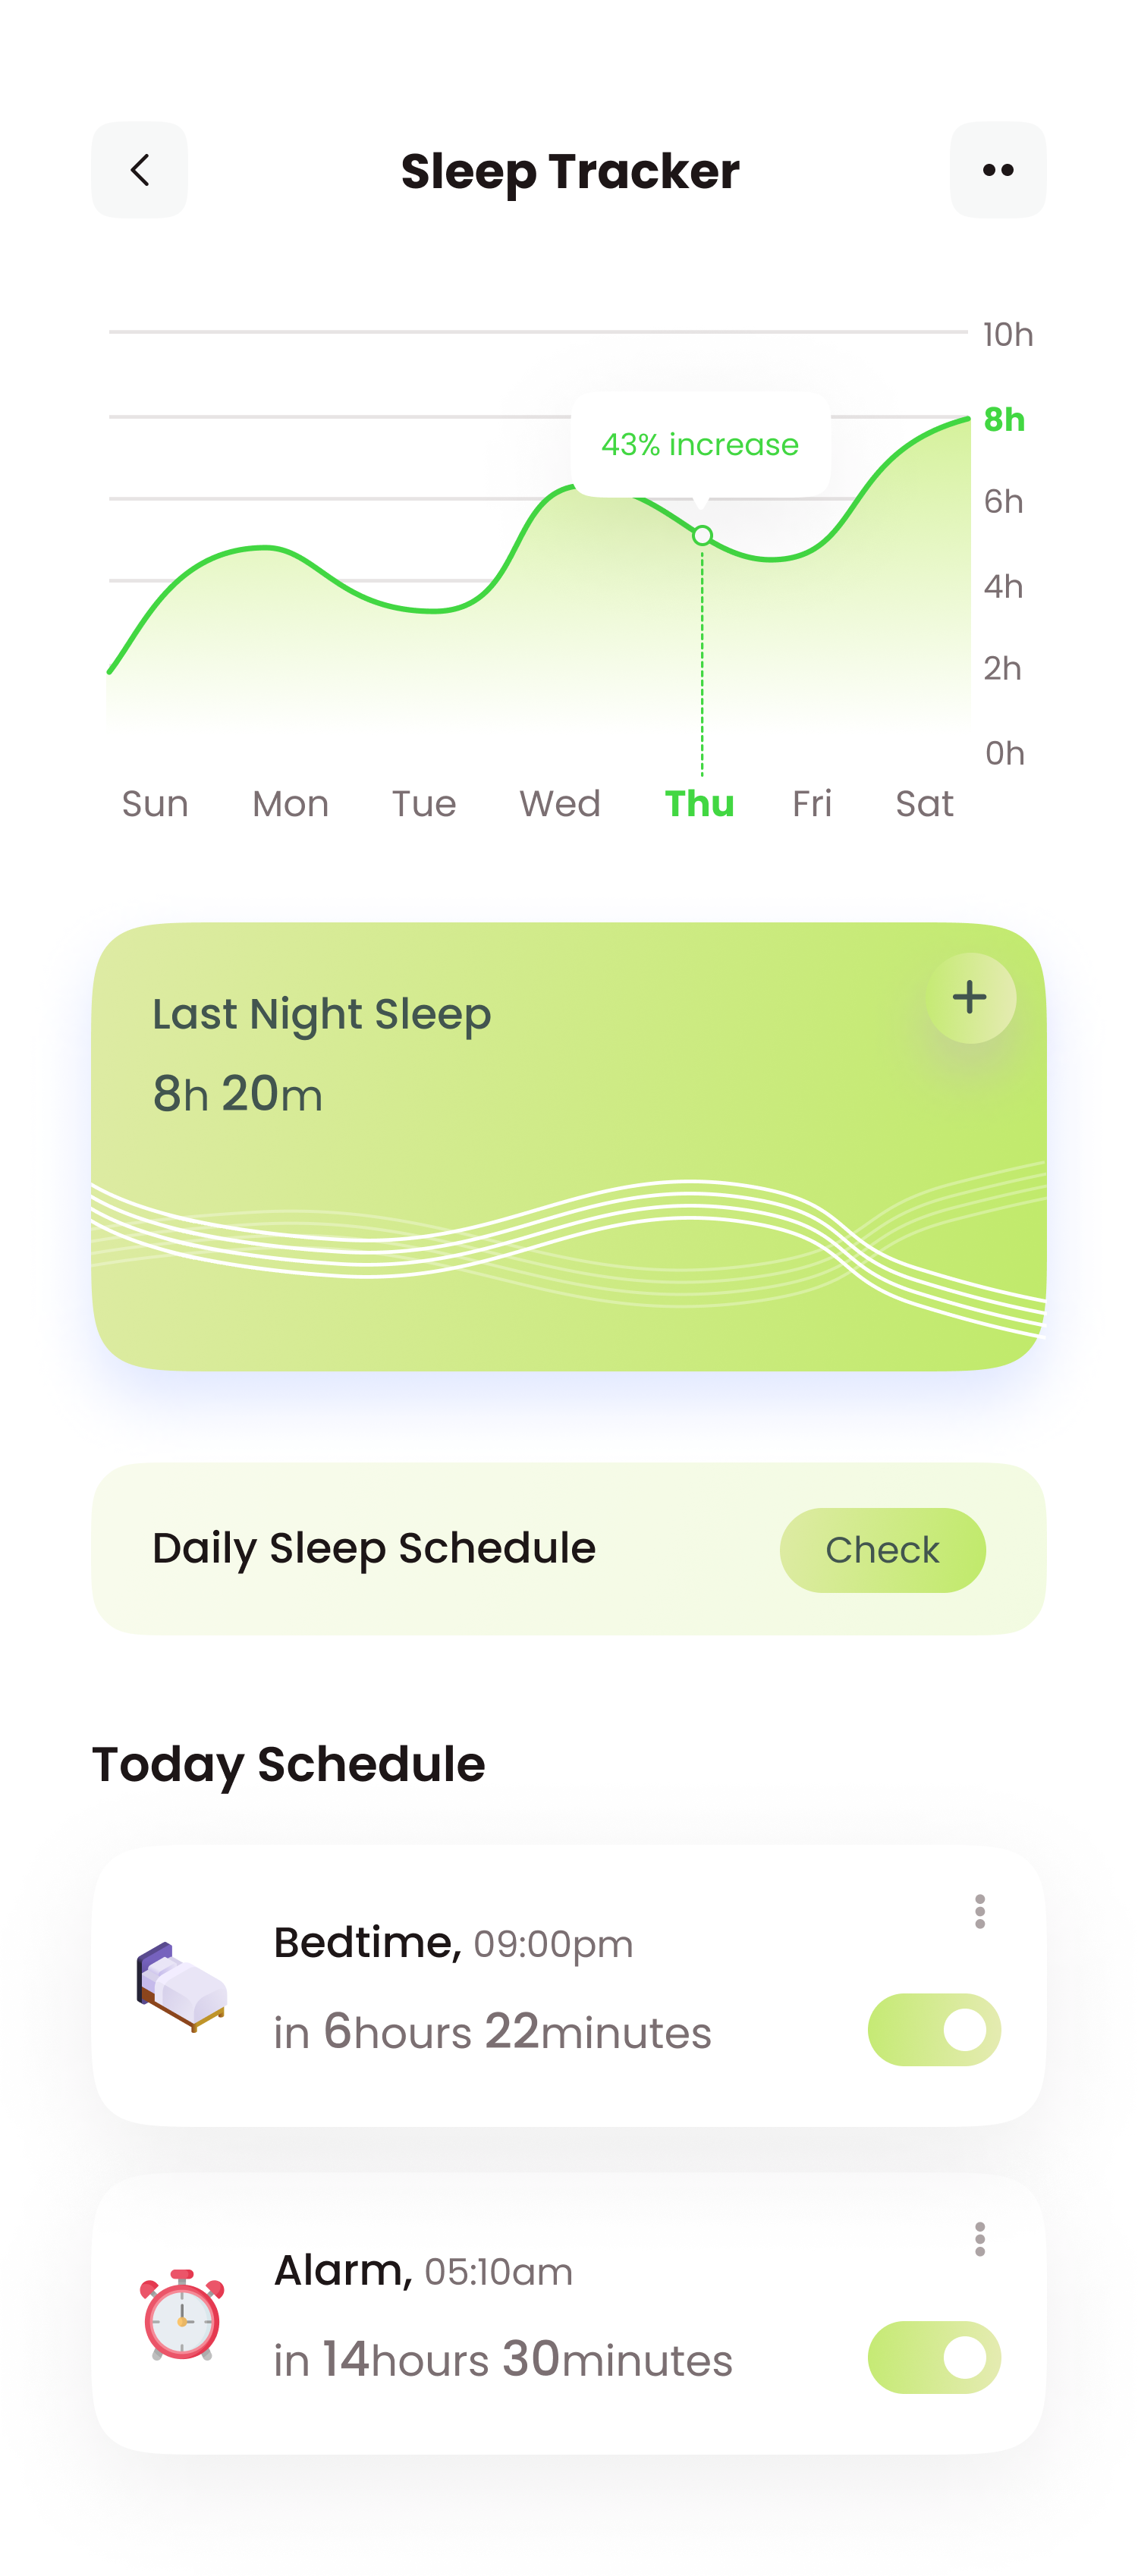 Sleep Tracker
10h
8h
43% increase
6h
4h
2h
0h
Sun Mon Tue Wed Thu Fri Sat
Last Night Sleep
8h 20m
Daily Sleep Schedule
Check
Today Schedule
Bedtime, 09:00pm
in 6hours 22minutes
Alarm, 05:10am
in 14hours 30minutes